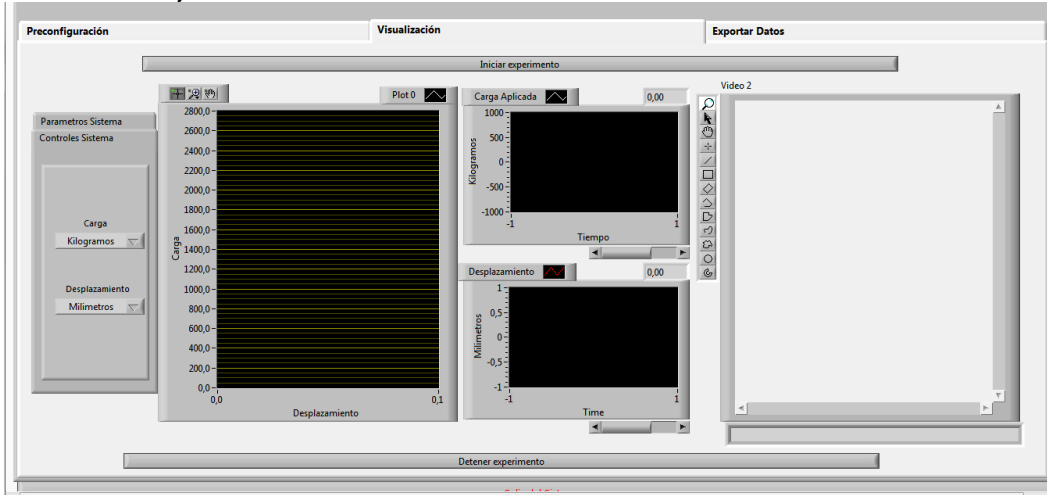 Preconfiguración
Visualización
Exportar Datos
Iniciar experimento
Parametros Sistema
Controles Sistema
Carga
Kilogramos
Desplazamiento
Milimetros
Plot 0
2800,0
2600,0
2400,0
2200,0
2000,0
1800,0
1600,0
1400,0
1200,0
1000,0
800,0
600,0
400,0
200,0
0,0
Carga
0,0
0,1
Desplazamiento
Carga Aplicada
0,00
1000
500
0
-500
-1000
Kilogramos
-1
1
Tiempo
Desplazamiento
0,00
1
0,5
0
-0,5
-1
Milimetros
-1
1
Time
Video 2
Detener experimento